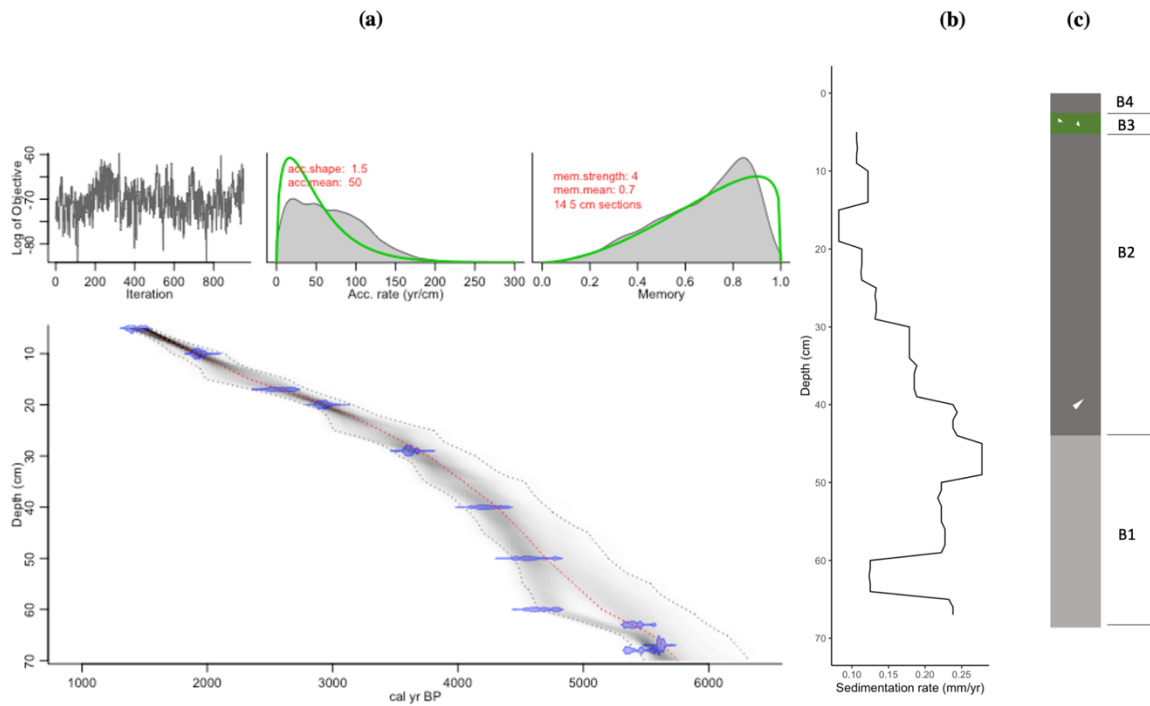 (a)
(b)
(c)
Log of Objective
-60
-70
-80
0 200 400 600 800
Iteration
acc.shape: 1.5
acc.mean: 50
0 50 100 150 200 250 300
Acc. rate (yr/cm)
mem.strength: 4
mem.mean: 0.7
14 5 cm sections
0.0 0.2 0.4 0.6 0.8 1.0
Memory
Depth (cm)
10
20
30
40
50
60
70
1000 2000 3000 4000 5000 6000
cal yr BP
Depth (cm)
0
10
20
30
40
50
60
70
0.10 0.15 0.20 0.25
Sedimentation rate (mm/yr)
B4
B3
B2
B1